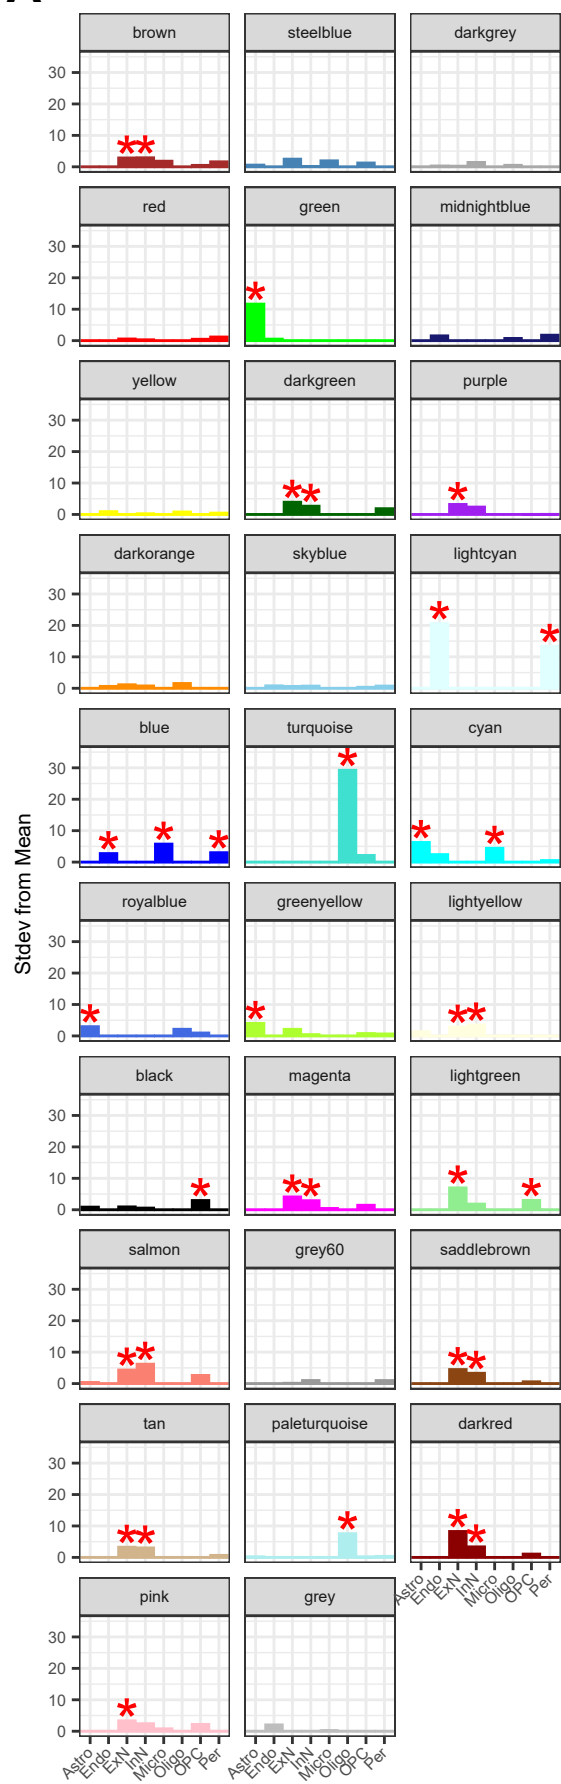 brown steelblue darkgrey
30
20
10
0
* *
red green midnightblue
30
20
10
0
*
yellow darkgreen purple
30
20
10
0
* * *
darkorange skyblue lightcyan
30
20
10
0
* *
blue turquoise cyan
30
20
10
0
* * * * * *
Stdev from Mean
royalblue greenyellow lightyellow
30
20
10
0
* * * *
black magenta lightgreen
30
20
10
0
* * * * *
salmon grey60 saddlebrown
30
20
10
0
* * * *
tan paleturquoise darkred
30
20
10
0
* * * * *
Astro Endo ExN InN Micro Oligo OPC Per
pink grey
30
20
10
0
*
Astro Endo ExN InN Micro Oligo OPC Per Astro Endo ExN InN Micro Oligo OPC Per